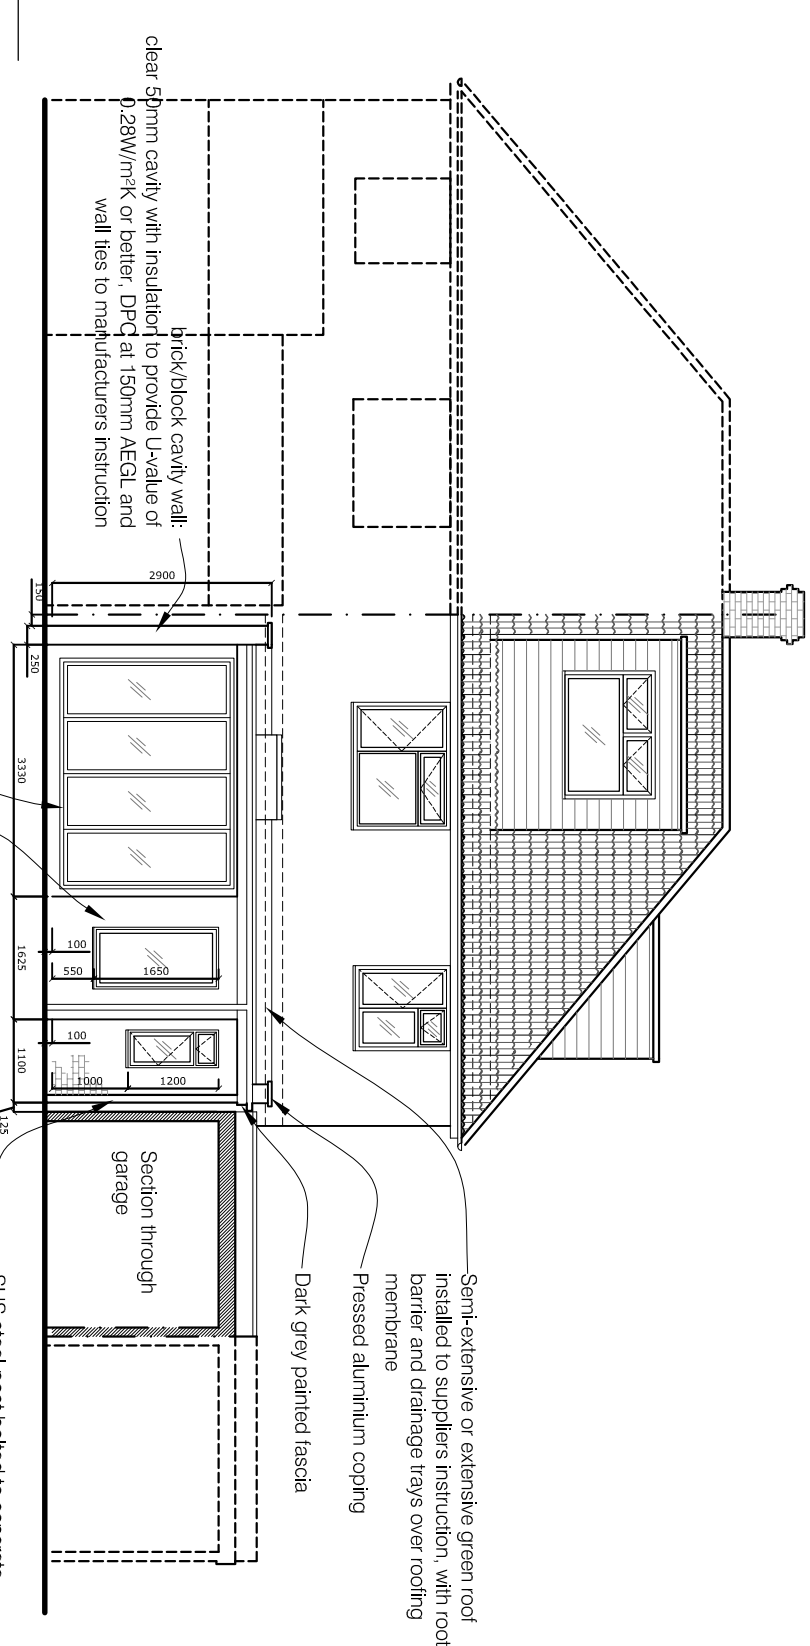 brick/block cavity wall:
clear 50mm cavity with insulation to provide U-value of
0.28W/m²K or better, DPC at 150mm AEGL and
wall ties to manufacturers instruction
Semi-extensive or extensive green roof
installed to suppliers instruction, with root
barrier and drainage trays over roofing
membrane
Pressed aluminium coping
Dark grey painted fascia
Section through
garage
2900
150
250
3330
1625
1100
125
100
550
1650
100
1000
1200